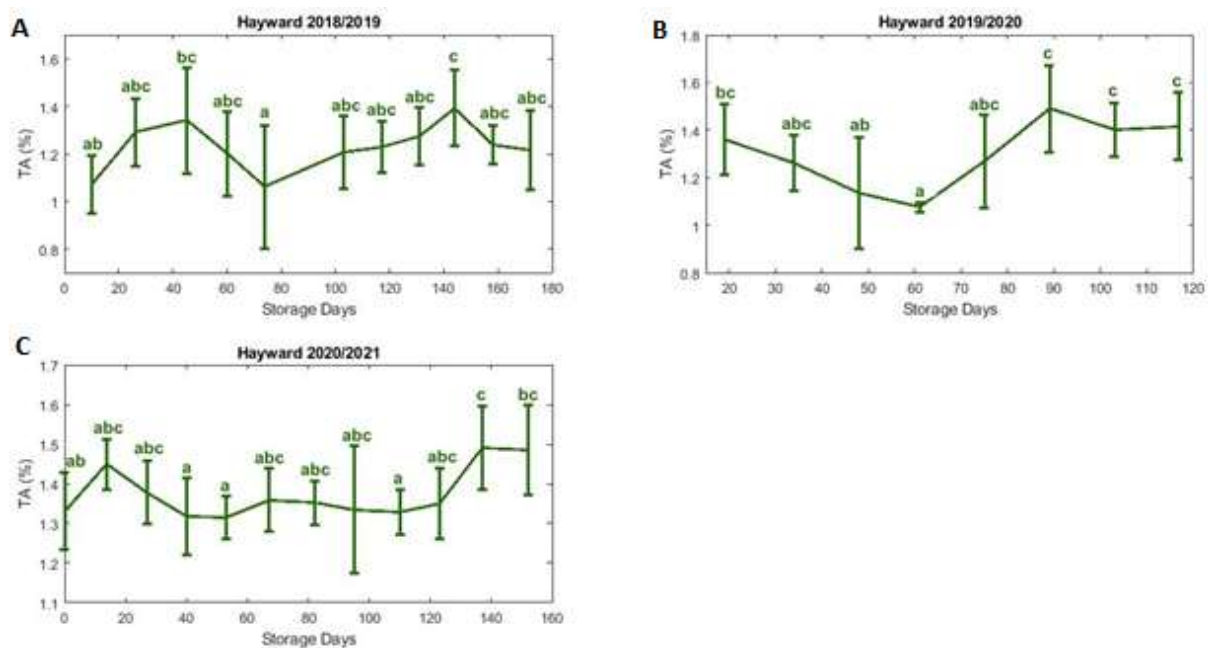 A
Hayward 2018/2019
TA (%)
1.6
1.4
1.2
1
0.8
ab
abc
bc
abc
a
abc
abc
abc
c
abc
abc
0 20 40 60 80 100 120 140 160 180
Storage Days
B
Hayward 2019/2020
TA (%)
1.8
1.6
1.4
1.2
1
0.8
bc
abc
ab
a
abc
c
c
c
20 30 40 50 60 70 80 90 100 110 120
Storage Days
C
Hayward 2020/2021
TA (%)
1.7
1.6
1.5
1.4
1.3
1.2
1.1
ab
abc
abc
a
a
abc
abc
abc
a
abc
c
bc
0 20 40 60 80 100 120 140 160
Storage Days